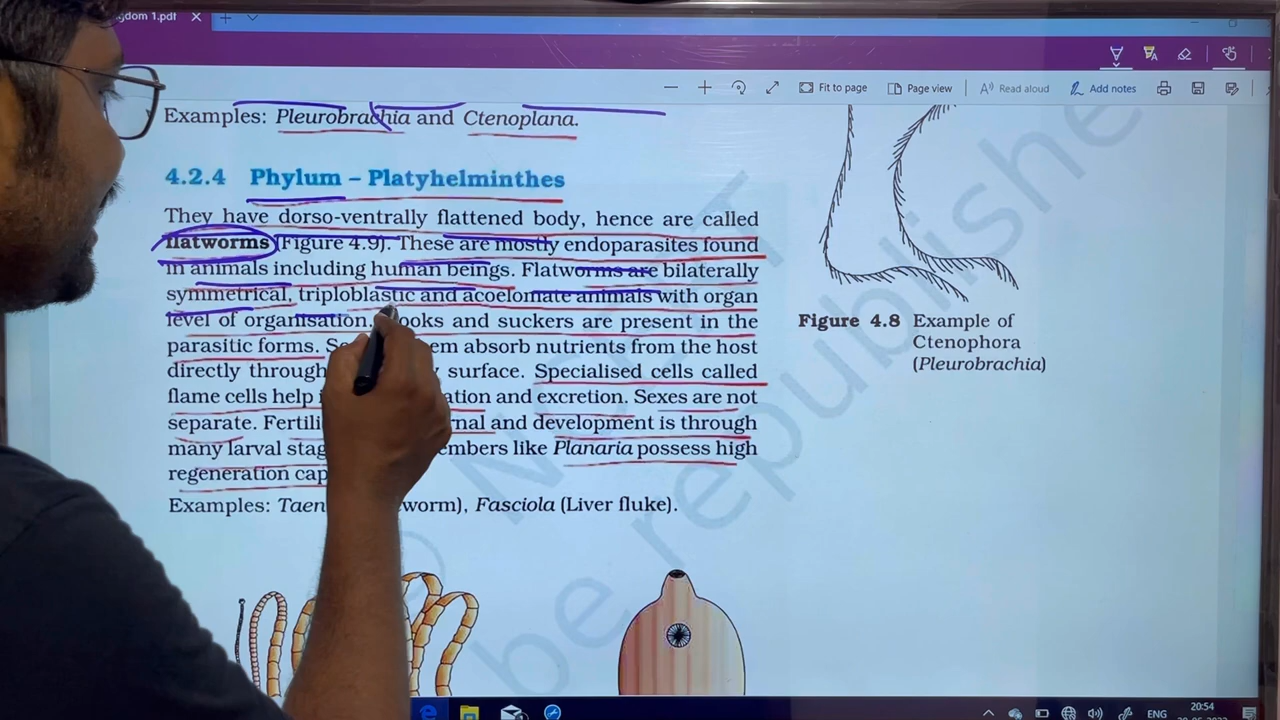 gdom 1.pdf
Fit to page
Page view
Read aloud
Add notes
Examples: Pleurobrachia and Ctenoplana.
4.2.4 Phylum – Platyhelminthes
They have dorso-ventrally flattened body, hence are called
flatworms (Figure 4.9). These are mostly endoparasites found
in animals including human beings. Flatworms are bilaterally
symmetrical, triploblastic and acoelomate animals with organ
level of organisation. ooks and suckers are present in the
parasitic forms. S em absorb nutrients from the host
directly through y surface. Specialised cells called
flame cells help ation and excretion. Sexes are not
separate. Fertili nal and development is through
many larval stag mbers like Planaria possess high
regeneration cap
Examples: Taen worm), Fasciola (Liver fluke).
Figure 4.8 Example of
Ctenophora
(Pleurobrachia)
© NCERT
be republishe
ENG
20:54